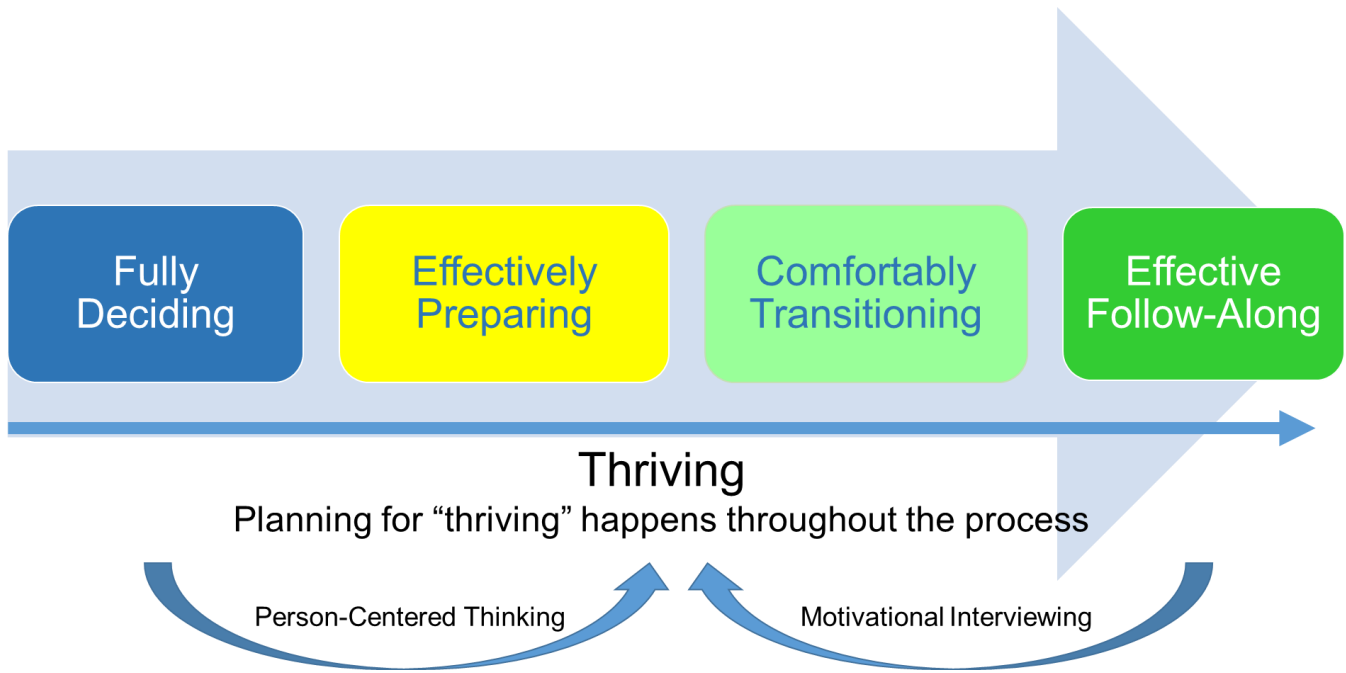 Fully
Deciding
Effectively
Preparing
Comfortably
Transitioning
Effective
Follow-Along
Thriving
Planning for “thriving” happens throughout the process
Person-Centered Thinking
Motivational Interviewing